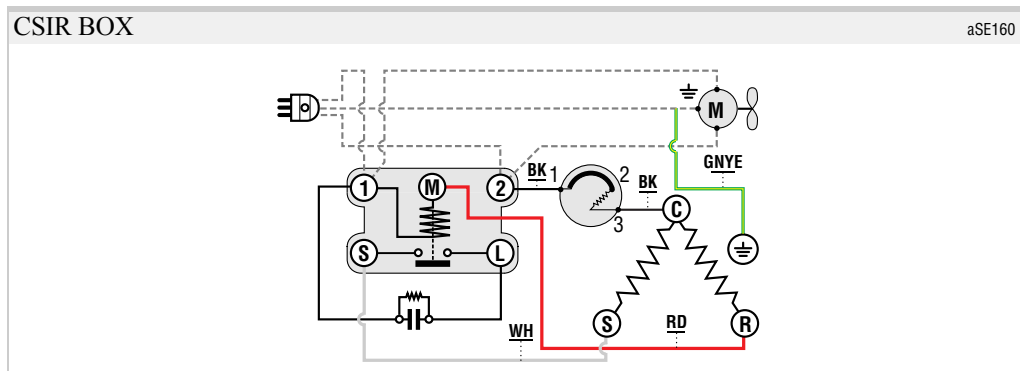 CSIR BOX
aSE160
M
GNYE
1 M 2 BK 1 2 BK
3 C
S L
S R
WH RD